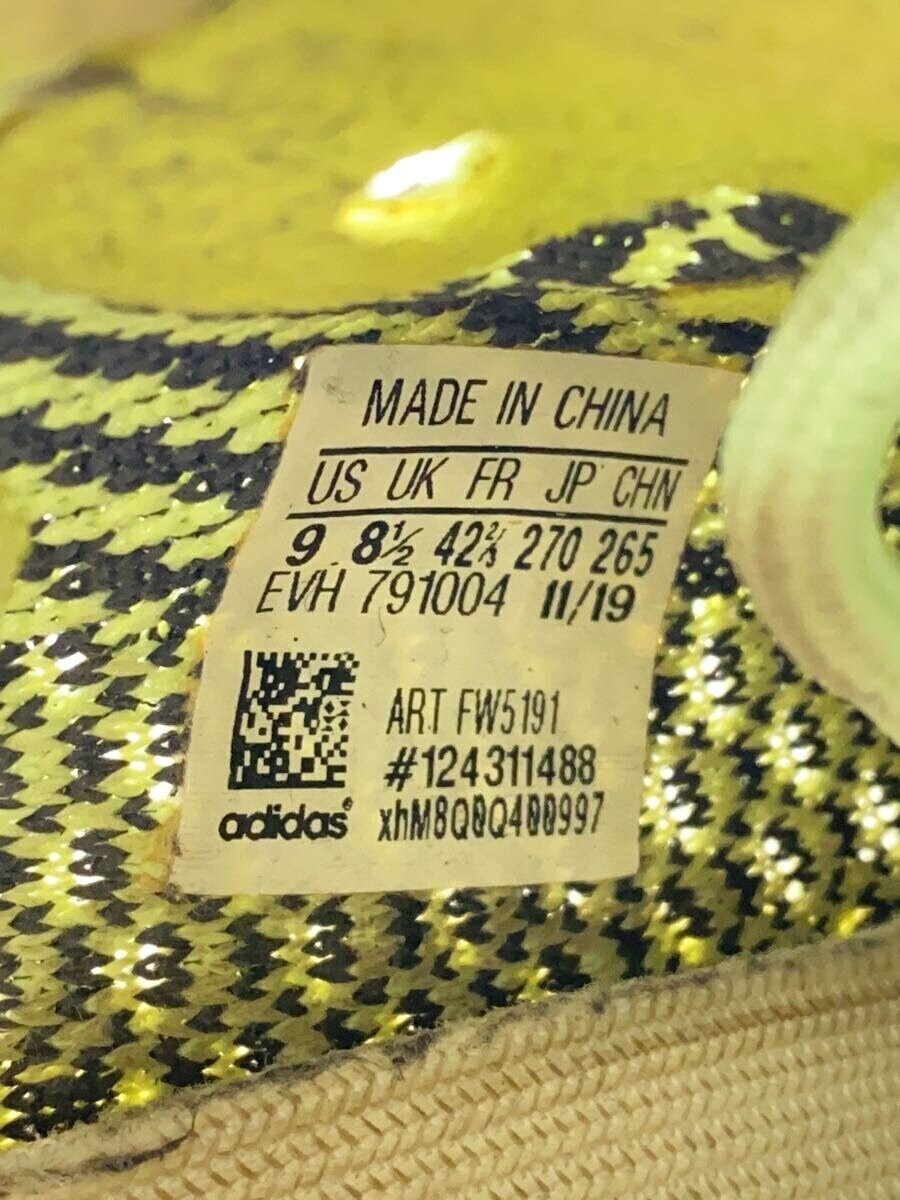 MADE IN CHINA
US UK FR JP CHN
9 8½ 42⅔ 270 265
EVH 791004 11/19
ART FW5191
#124311488
adidas® xhM8Q0Q400997